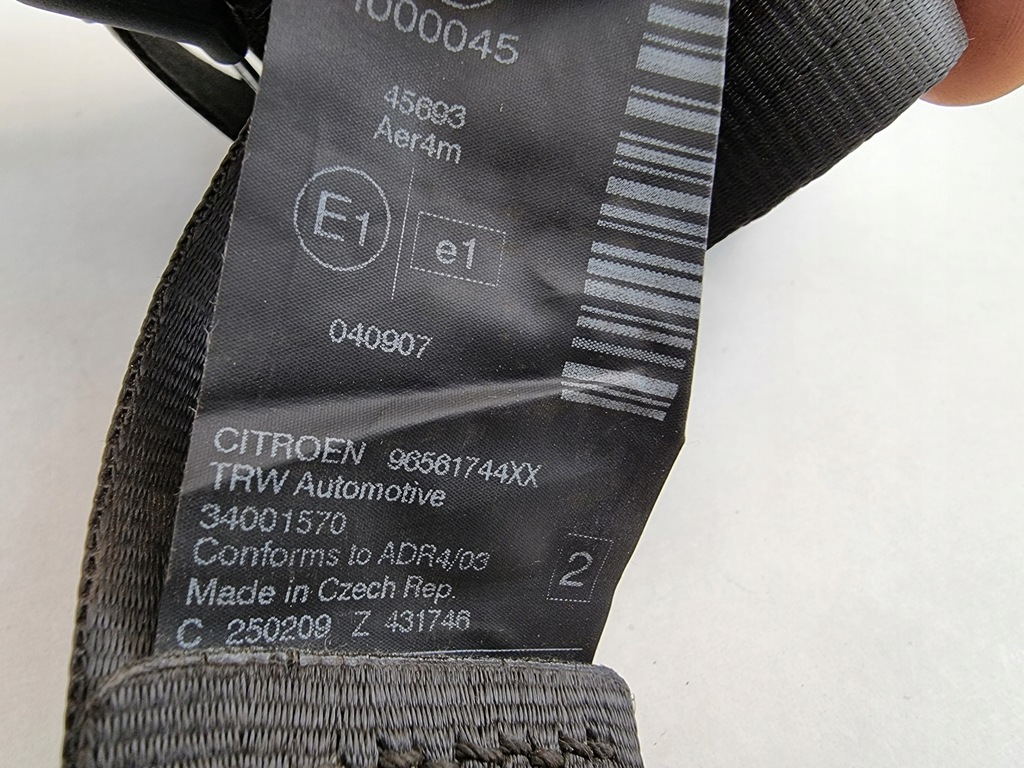 1000045
45693
Aer4m
E1
e1
040907
CITROEN 96561744XX
TRW Automotive
34001570
Conforms to ADR4/03
Made in Czech Rep.
2
C 250209 Z 431746